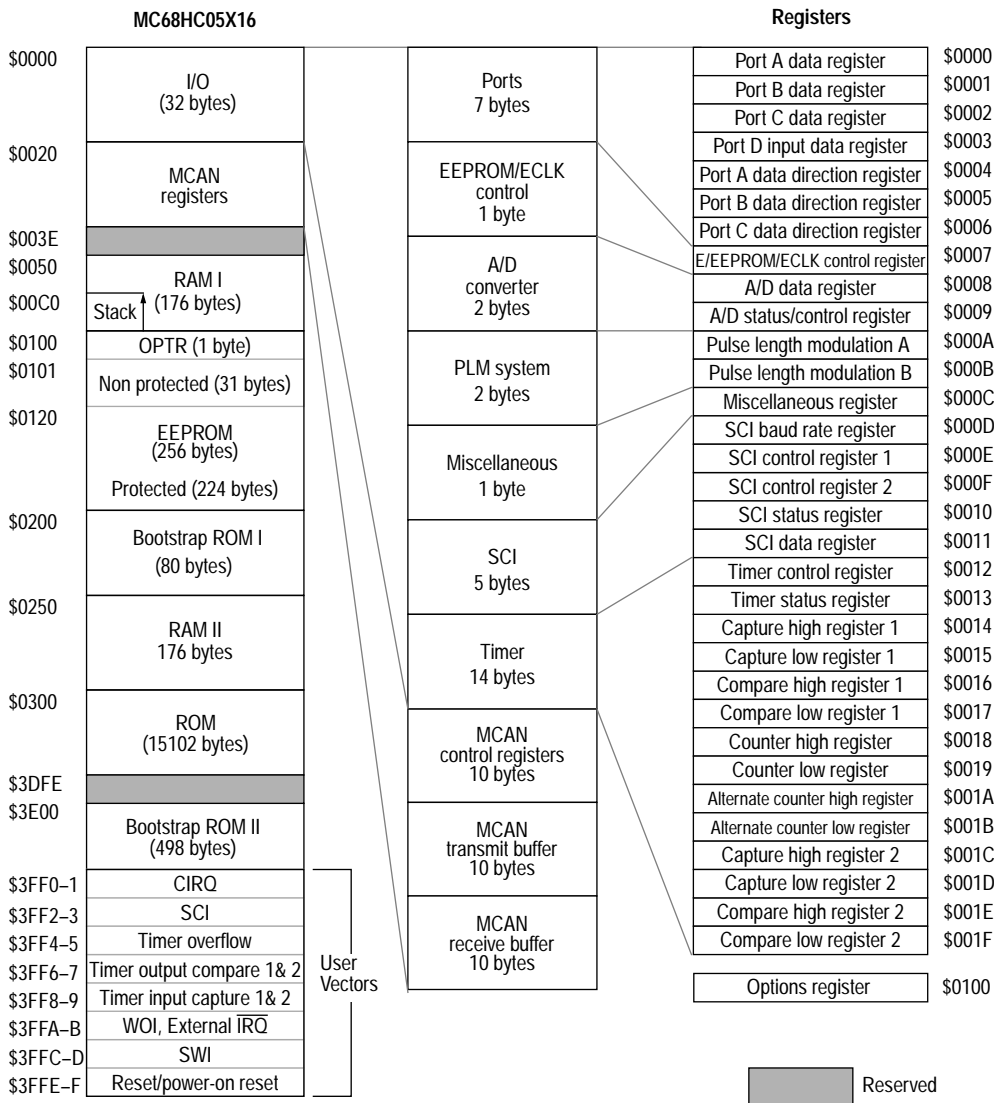 MC68HC05X16
$0000
I/O
(32 bytes)
$0020
MCAN
registers
$003E
$0050
RAM I
(176 bytes)
$00C0
Stack
$0100
OPTR (1 byte)
$0101
Non protected (31 bytes)
$0120
EEPROM
(256 bytes)
Protected (224 bytes)
$0200
Bootstrap ROM I
(80 bytes)
$0250
RAM II
176 bytes
$0300
ROM
(15102 bytes)
$3DFE
$3E00
Bootstrap ROM II
(498 bytes)
$3FF0–1
CIRQ
$3FF2–3
SCI
$3FF4–5
Timer overflow
$3FF6–7
Timer output compare 1& 2
$3FF8–9
Timer input capture 1& 2
$3FFA–B
WOI, External IRQ
$3FFC–D
SWI
$3FFE–F
Reset/power-on reset
User
Vectors
Ports
7 bytes
EEPROM/ECLK
control
1 byte
A/D
converter
2 bytes
PLM system
2 bytes
Miscellaneous
1 byte
SCI
5 bytes
Timer
14 bytes
MCAN
control registers
10 bytes
MCAN
transmit buffer
10 bytes
MCAN
receive buffer
10 bytes
Registers
Port A data register $0000
Port B data register $0001
Port C data register $0002
Port D input data register $0003
Port A data direction register $0004
Port B data direction register $0005
Port C data direction register $0006
E/EEPROM/ECLK control register $0007
A/D data register $0008
A/D status/control register $0009
Pulse length modulation A $000A
Pulse length modulation B $000B
Miscellaneous register $000C
SCI baud rate register $000D
SCI control register 1 $000E
SCI control register 2 $000F
SCI status register $0010
SCI data register $0011
Timer control register $0012
Timer status register $0013
Capture high register 1 $0014
Capture low register 1 $0015
Compare high register 1 $0016
Compare low register 1 $0017
Counter high register $0018
Counter low register $0019
Alternate counter high register $001A
Alternate counter low register $001B
Capture high register 2 $001C
Capture low register 2 $001D
Compare high register 2 $001E
Compare low register 2 $001F
Options register $0100
Reserved